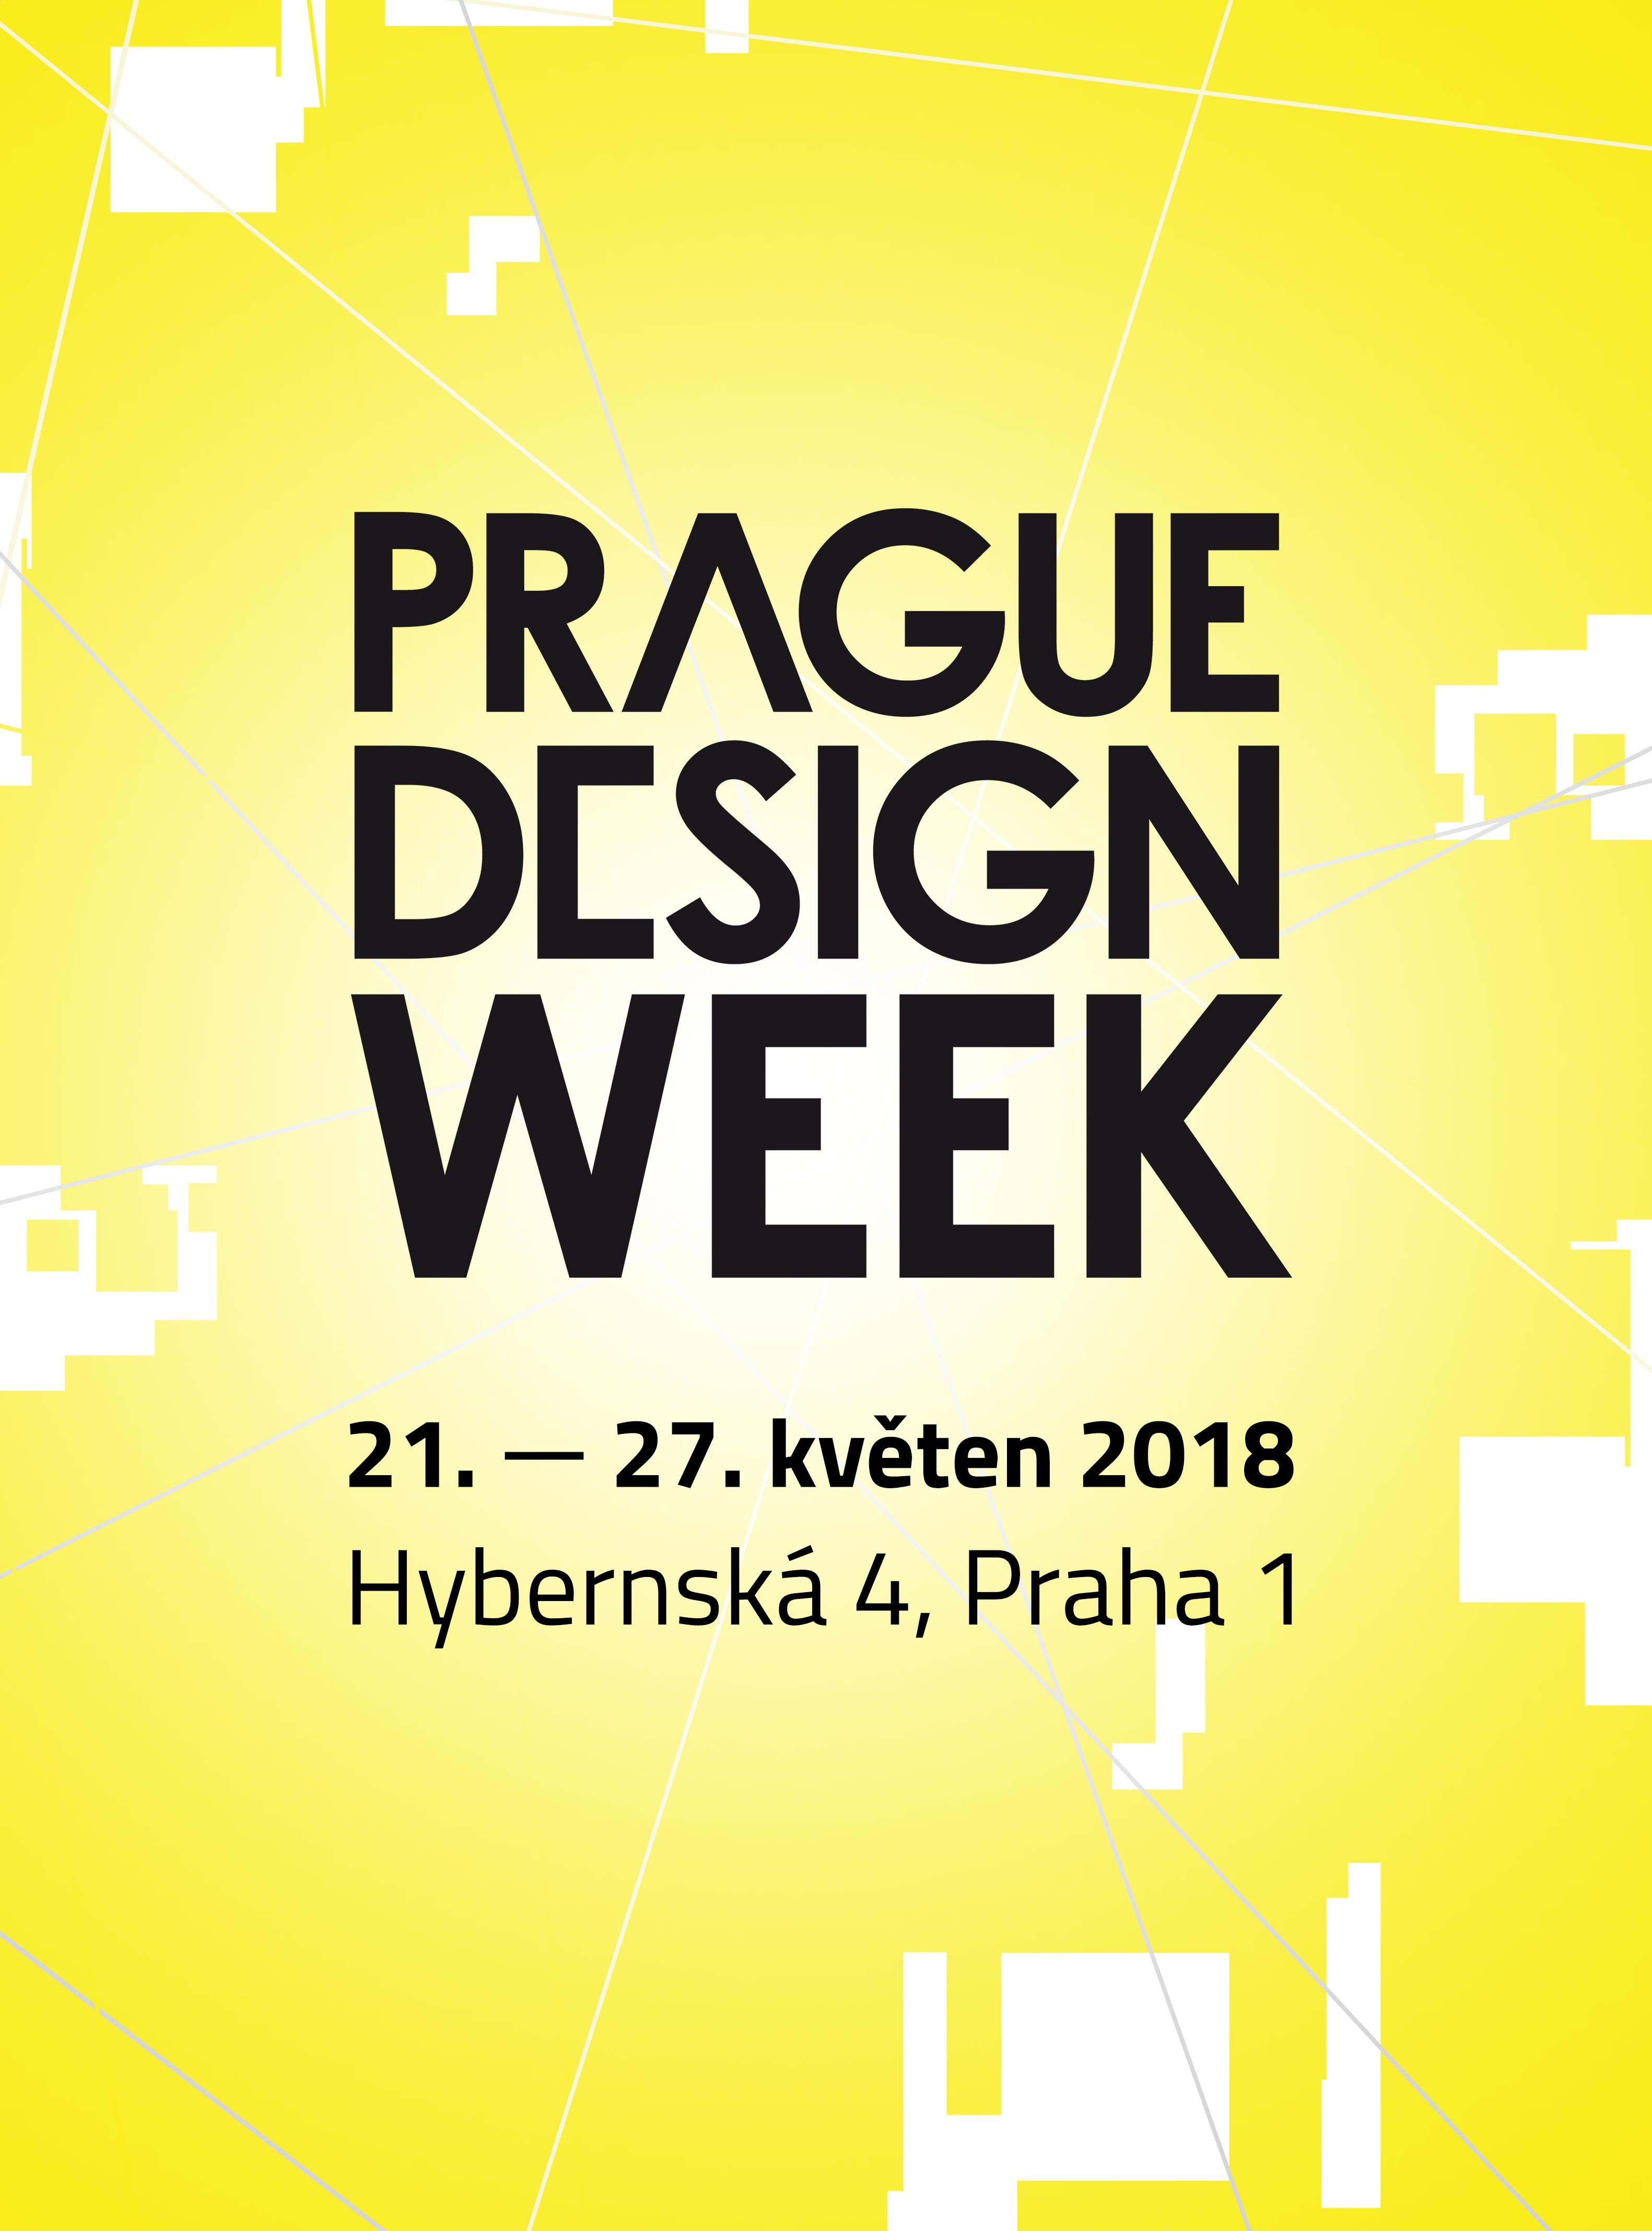 PRAGUE
DESIGN
WEEK
21. — 27. květen 2018
Hybernská 4, Praha 1